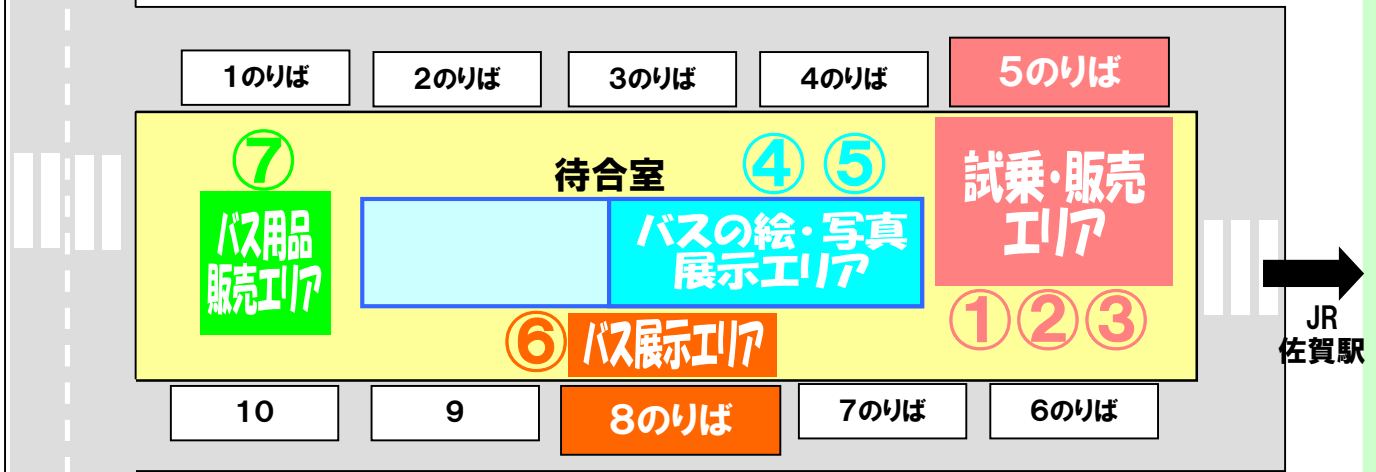 1のりば
2のりば
3のりば
4のりば
5のりば
⑦
待合室
④ ⑤
試乗・販売
エリア
バス用品
販売エリア
バスの絵・写真
展示エリア
①②③
⑥
バス展示エリア
JR
佐賀駅
10
9
8のりば
7のりば
6のりば